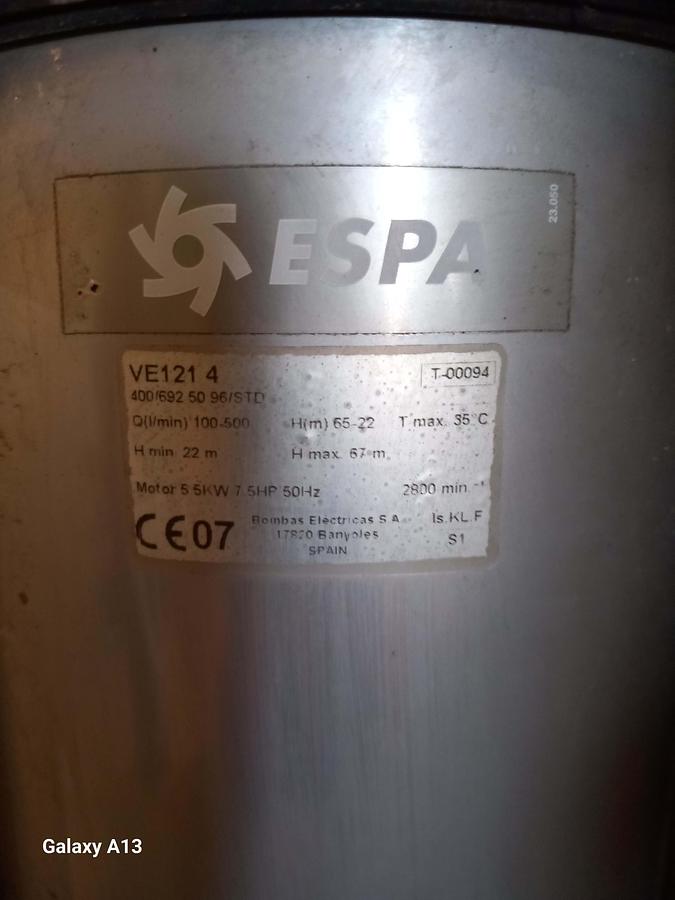 23.050
ESPA
VE121 4
T-00094
400/692 50 96/STD
Q(l/min) 100-500 H(m) 65-22 T max. 35°C
H min. 22 m H max. 67 m
Motor 5.5KW 7.5HP 50Hz 2800 min.⁻¹
CE07
Bombas Electricas S.A.
17820 Banyoles
SPAIN
Is.KL.F
S1
Galaxy A13